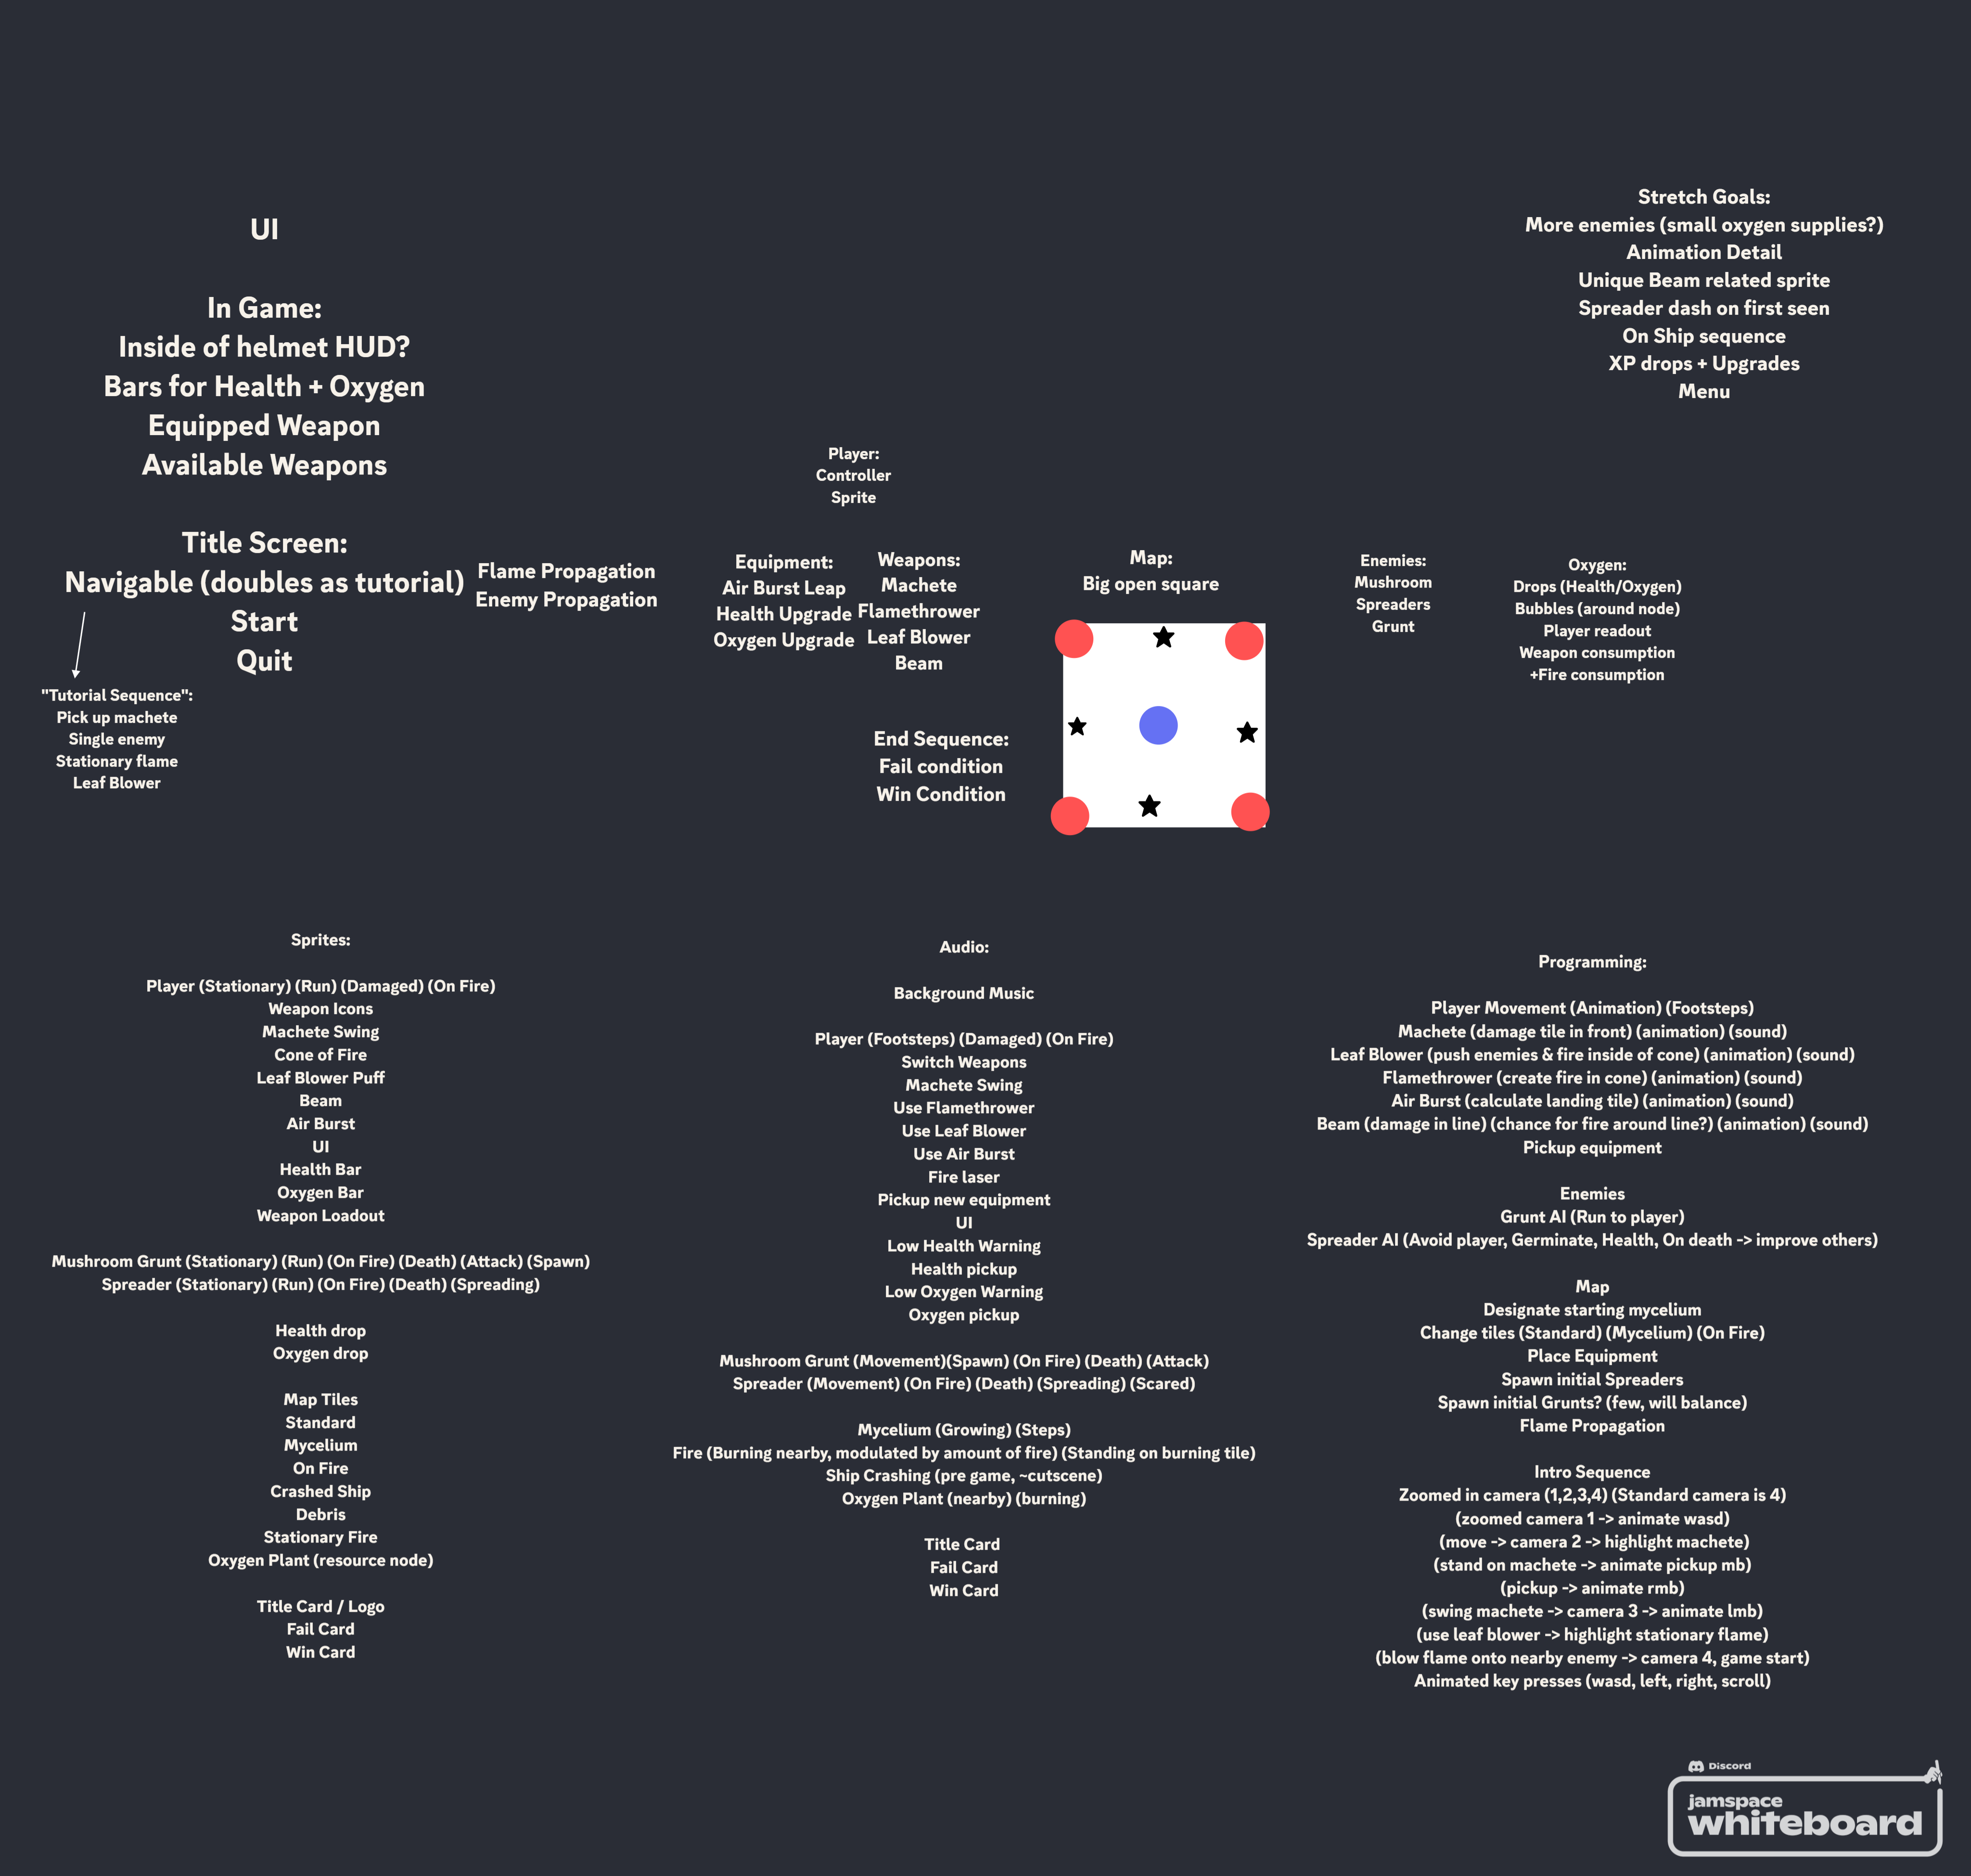 UI
In Game:
Inside of helmet HUD?
Bars for Health + Oxygen
Equipped Weapon
Available Weapons
Title Screen:
Navigable (doubles as tutorial)
Start
Quit
"Tutorial Sequence":
Pick up machete
Single enemy
Stationary flame
Leaf Blower
Flame Propagation
Enemy Propagation
Player:
Controller
Sprite
Equipment:
Air Burst Leap
Health Upgrade
Oxygen Upgrade
Weapons:
Machete
Flamethrower
Leaf Blower
Beam
End Sequence:
Fail condition
Win Condition
Map:
Big open square
Enemies:
Mushroom
Spreaders
Grunt
Oxygen:
Drops (Health/Oxygen)
Bubbles (around node)
Player readout
Weapon consumption
+Fire consumption
Stretch Goals:
More enemies (small oxygen supplies?)
Animation Detail
Unique Beam related sprite
Spreader dash on first seen
On Ship sequence
XP drops + Upgrades
Menu
Sprites:
Player (Stationary) (Run) (Damaged) (On Fire)
Weapon Icons
Machete Swing
Cone of Fire
Leaf Blower Puff
Beam
Air Burst
UI
Health Bar
Oxygen Bar
Weapon Loadout
Mushroom Grunt (Stationary) (Run) (On Fire) (Death) (Attack) (Spawn)
Spreader (Stationary) (Run) (On Fire) (Death) (Spreading)
Health drop
Oxygen drop
Map Tiles
Standard
Mycelium
On Fire
Crashed Ship
Debris
Stationary Fire
Oxygen Plant (resource node)
Title Card / Logo
Fail Card
Win Card
Audio:
Background Music
Player (Footsteps) (Damaged) (On Fire)
Switch Weapons
Machete Swing
Use Flamethrower
Use Leaf Blower
Use Air Burst
Fire laser
Pickup new equipment
UI
Low Health Warning
Health pickup
Low Oxygen Warning
Oxygen pickup
Mushroom Grunt (Movement)(Spawn) (On Fire) (Death) (Attack)
Spreader (Movement) (On Fire) (Death) (Spreading) (Scared)
Mycelium (Growing) (Steps)
Fire (Burning nearby, modulated by amount of fire) (Standing on burning tile)
Ship Crashing (pre game, ~cutscene)
Oxygen Plant (nearby) (burning)
Title Card
Fail Card
Win Card
Programming:
Player Movement (Animation) (Footsteps)
Machete (damage tile in front) (animation) (sound)
Leaf Blower (push enemies & fire inside of cone) (animation) (sound)
Flamethrower (create fire in cone) (animation) (sound)
Air Burst (calculate landing tile) (animation) (sound)
Beam (damage in line) (chance for fire around line?) (animation) (sound)
Pickup equipment
Enemies
Grunt AI (Run to player)
Spreader AI (Avoid player, Germinate, Health, On death -> improve others)
Map
Designate starting mycelium
Change tiles (Standard) (Mycelium) (On Fire)
Place Equipment
Spawn initial Spreaders
Spawn initial Grunts? (few, will balance)
Flame Propagation
Intro Sequence
Zoomed in camera (1,2,3,4) (Standard camera is 4)
(zoomed camera 1 -> animate wasd)
(move -> camera 2 -> highlight machete)
(stand on machete -> animate pickup mb)
(pickup -> animate rmb)
(swing machete -> camera 3 -> animate lmb)
(use leaf blower -> highlight stationary flame)
(blow flame onto nearby enemy -> camera 4, game start)
Animated key presses (wasd, left, right, scroll)
Discord
jamspace
whiteboard